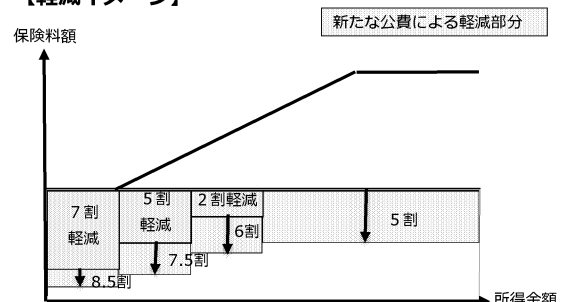 【軽減イメージ】
新たな公費による軽減部分
保険料額
7割
軽減
5割
軽減
2割軽減
6割
5割
7.5割
8.5割
所得金額